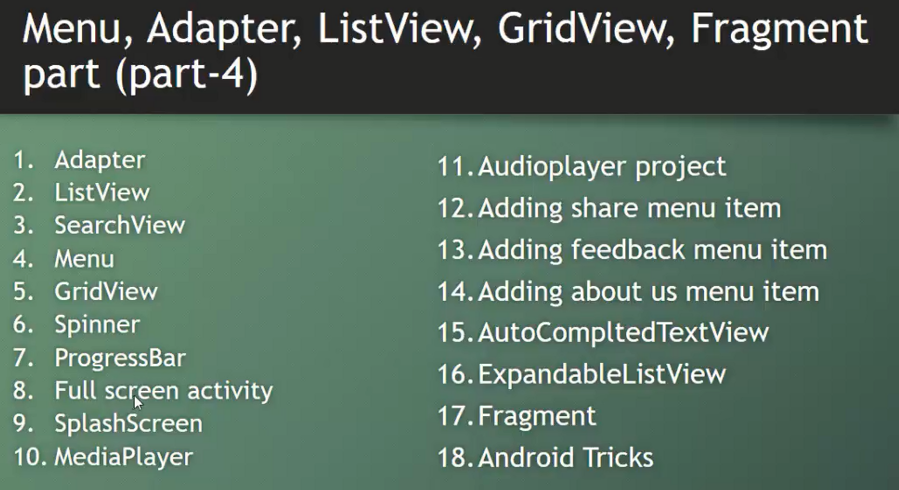 Menu, Adapter, ListView, GridView, Fragment
part (part-4)
1. Adapter
2. ListView
3. SearchView
4. Menu
5. GridView
6. Spinner
7. ProgressBar
8. Full screen activity
9. SplashScreen
10. MediaPlayer
11. Audioplayer project
12. Adding share menu item
13. Adding feedback menu item
14. Adding about us menu item
15. AutoCompltedTextView
16. ExpandableListView
17. Fragment
18. Android Tricks